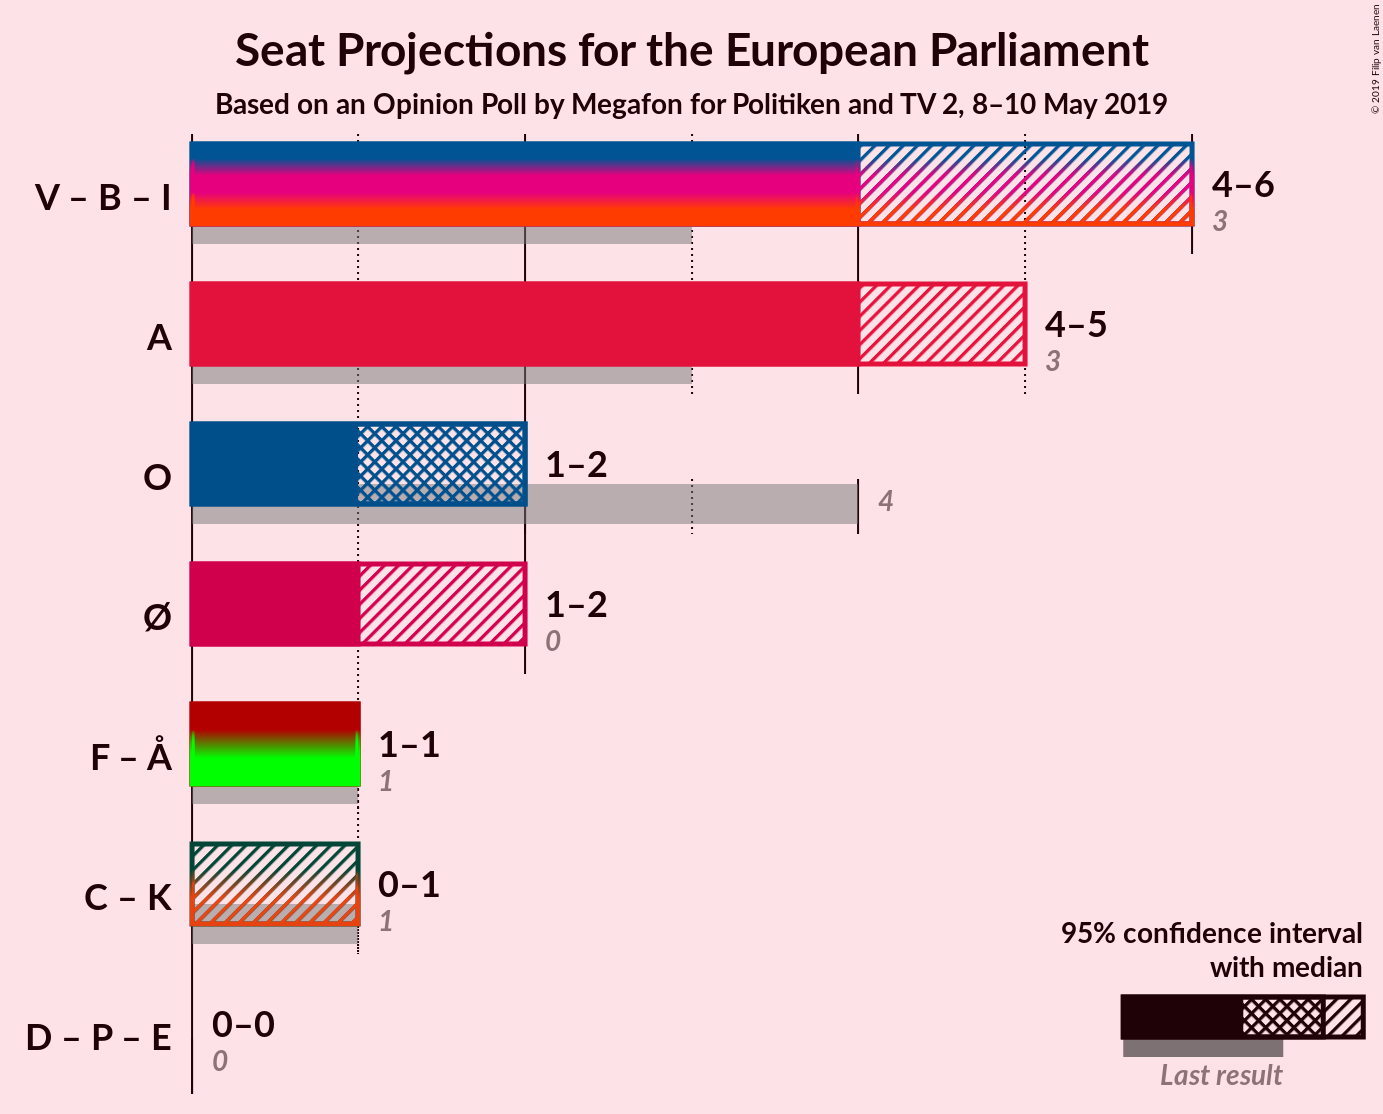 Seat Projections for the European Parliament
Based on an Opinion Poll by Megafon for Politiken and TV 2, 8–10 May 2019
© 2019 Filip van Laenen
V – B – I
4–6
3
A
4–5
3
O
1–2
4
Ø
1–2
0
F – Å
1–1
1
C – K
0–1
1
D – P – E
0–0
0
95% confidence interval
with median
Last result